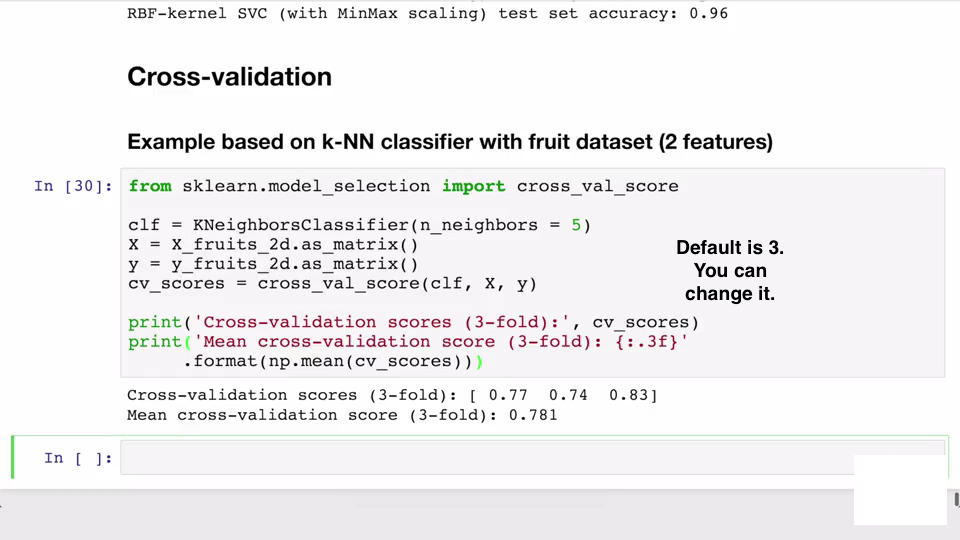 RBF-kernel SVC (with MinMax scaling) test set accuracy: 0.96
Cross-validation
Example based on k-NN classifier with fruit dataset (2 features)
In [30]: from sklearn.model_selection import cross_val_score
clf = KNeighborsClassifier(n_neighbors = 5)
X = X_fruits_2d.as_matrix()
y = y_fruits_2d.as_matrix()
cv_scores = cross_val_score(clf, X, y)
Default is 3.
You can
change it.
print('Cross-validation scores (3-fold):', cv_scores)
print('Mean cross-validation score (3-fold): {:.3f}'
.format(np.mean(cv_scores)))
Cross-validation scores (3-fold): [ 0.77 0.74 0.83]
Mean cross-validation score (3-fold): 0.781
In [ ]: